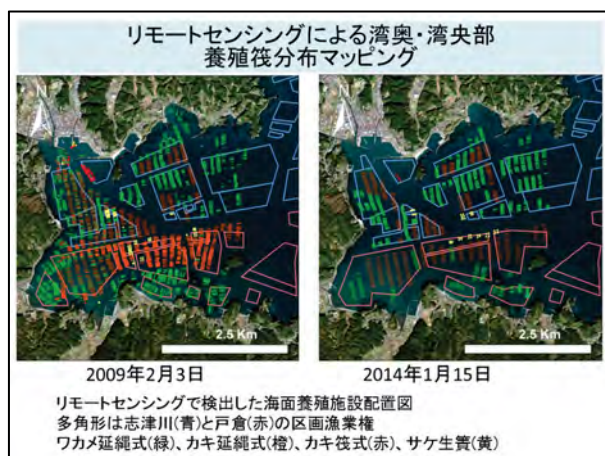 リモートセンシングによる湾奥・湾央部
養殖筏分布マッピング
N
2.5 Km
2.5 Km
2009年2月3日
2014年1月15日
リモートセンシングで検出した海面養殖施設配置図
多角形は志津川(青)と戸倉(赤)の区画漁業権
ワカメ延縄式(緑)、カキ延縄式(橙)、カキ筏式(赤)、サケ生簀(黄)